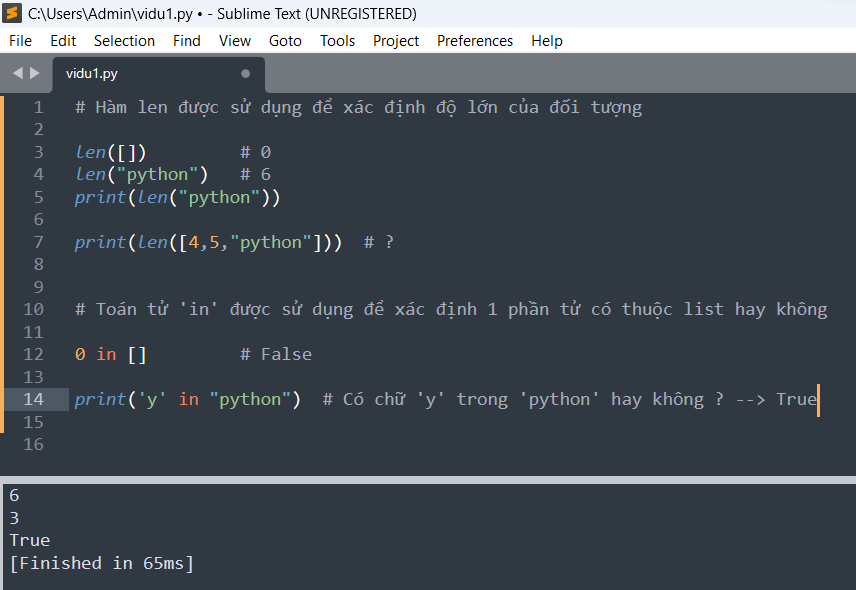 C:\Users\Admin\vidu1.py • - Sublime Text (UNREGISTERED)
File Edit Selection Find View Goto Tools Project Preferences Help
vidu1.py
1 # Hàm len được sử dụng để xác định độ lớn của đối tượng
2
3 len([])         # 0
4 len("python")   # 6
5 print(len("python"))
6
7 print(len([4,5,"python"]))  # ?
8
9
10 # Toán tử 'in' được sử dụng để xác định 1 phần tử có thuộc list hay không
11
12 0 in []         # False
13
14 print('y' in "python")  # Có chữ 'y' trong 'python' hay không ? --> True
15
16
6
3
True
[Finished in 65ms]